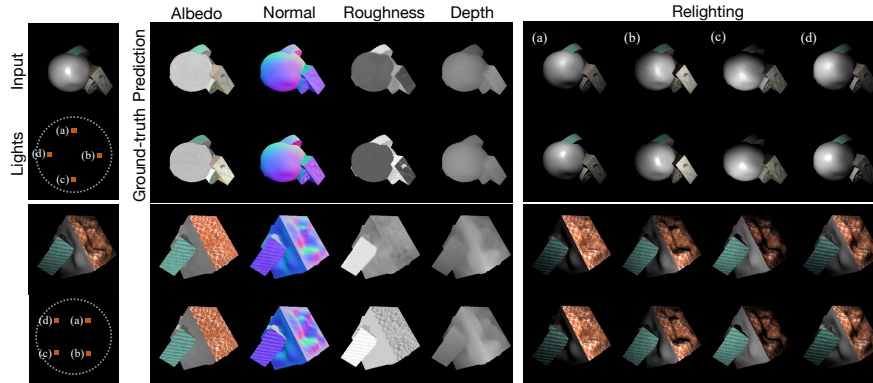 Albedo Normal Roughness Depth Relighting
Input
Lights
Ground-truth Prediction
(a) (b) (c) (d)
(a)
(d) (b)
(c)
(d) (a)
(c) (b)